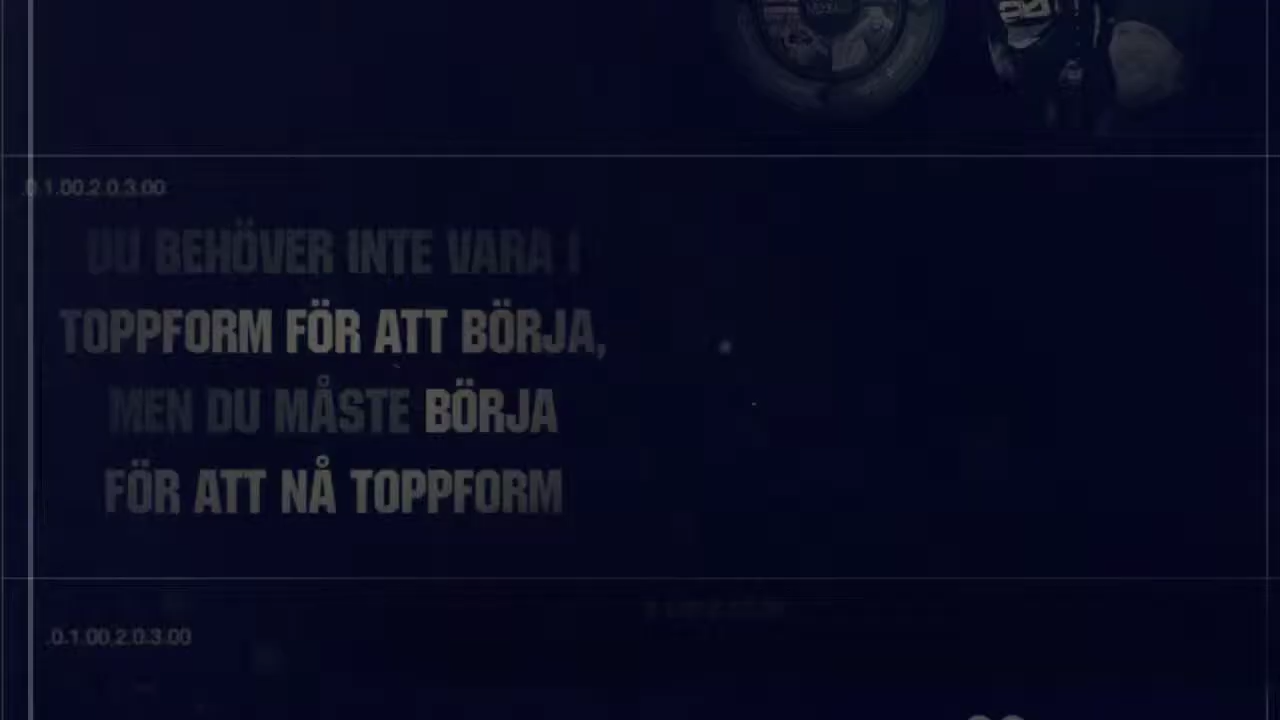 .0.1.00.2.0.3.00
DU BEHÖVER INTE VARA I
TOPPFORM FÖR ATT BÖRJA,
MEN DU MÅSTE BÖRJA
FÖR ATT NÅ TOPPFORM
.0.1.00.2.0.3.00